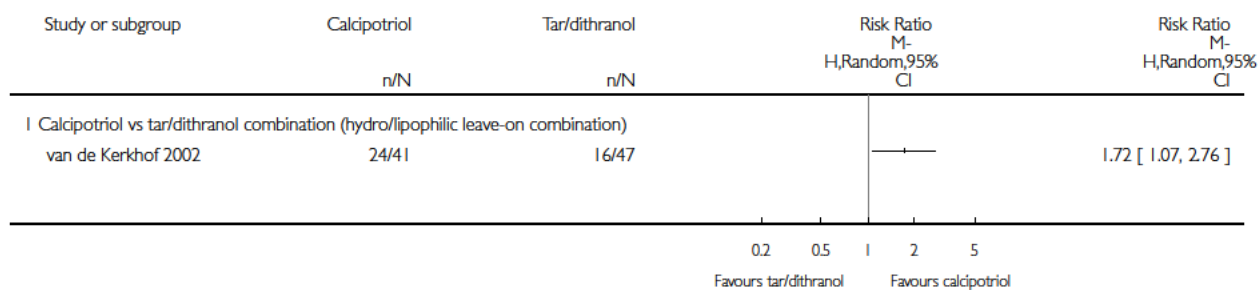 Study or subgroup Calcipotriol Tar/dithranol Risk Ratio Risk Ratio
M- M-
H,Random,95% H,Random,95%
n/N n/N CI CI
1 Calcipotriol vs tar/dithranol combination (hydro/lipophilic leave-on combination)
van de Kerkhof 2002 24/41 16/47 1.72 [ 1.07, 2.76 ]
0.2 0.5 1 2 5
Favours tar/dithranol Favours calcipotriol